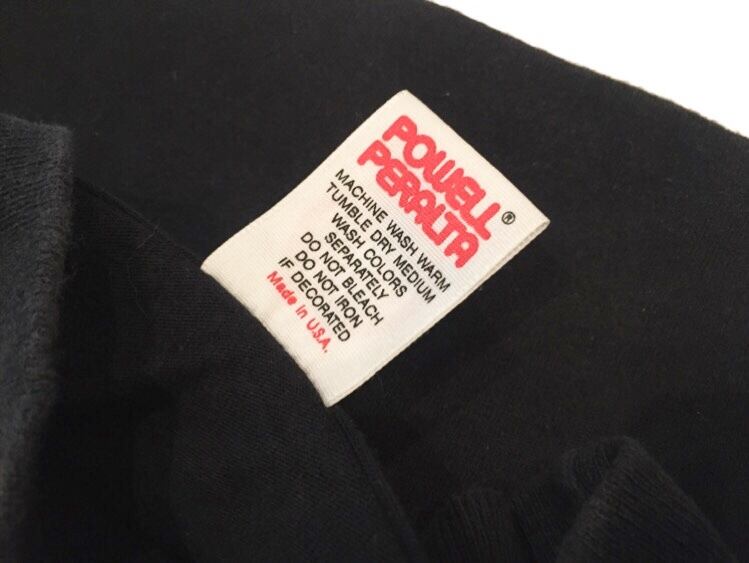 POWELL
PERALTA®
MACHINE WASH WARM
TUMBLE DRY MEDIUM
WASH COLORS
SEPARATELY
DO NOT BLEACH
DO NOT IRON
IF DECORATED
Made in U.S.A.